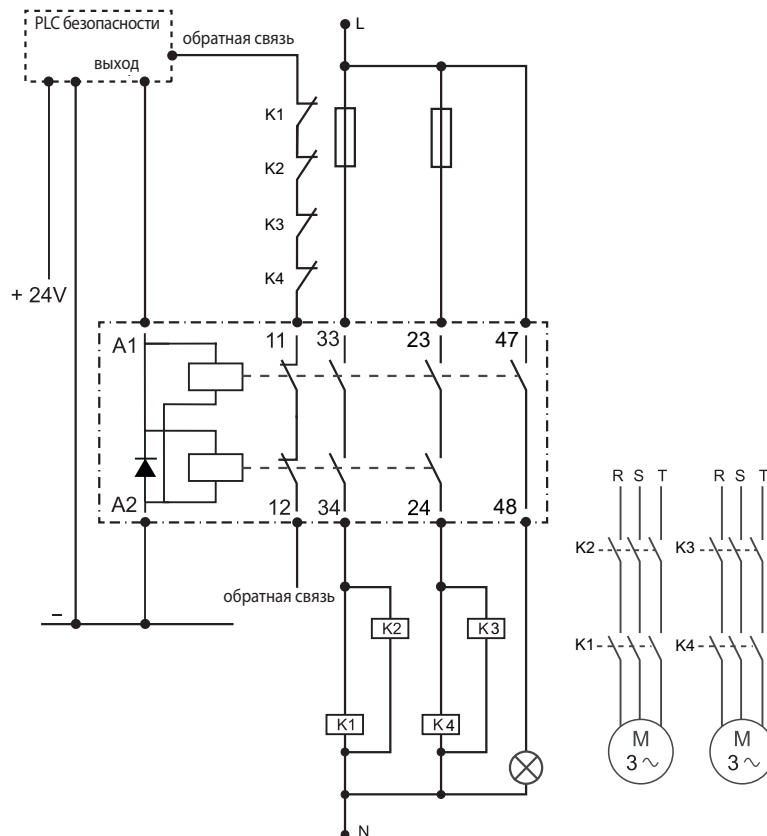 PLC безопасности
обратная связь
L
выход
K1
K2
K3
K4
+ 24V
A1
11
33
23
47
A2
12
34
24
48
R S T
R S T
K2
K3
обратная связь
–
K2
K3
K1
K4
K1
K4
M
3 ~
M
3 ~
N